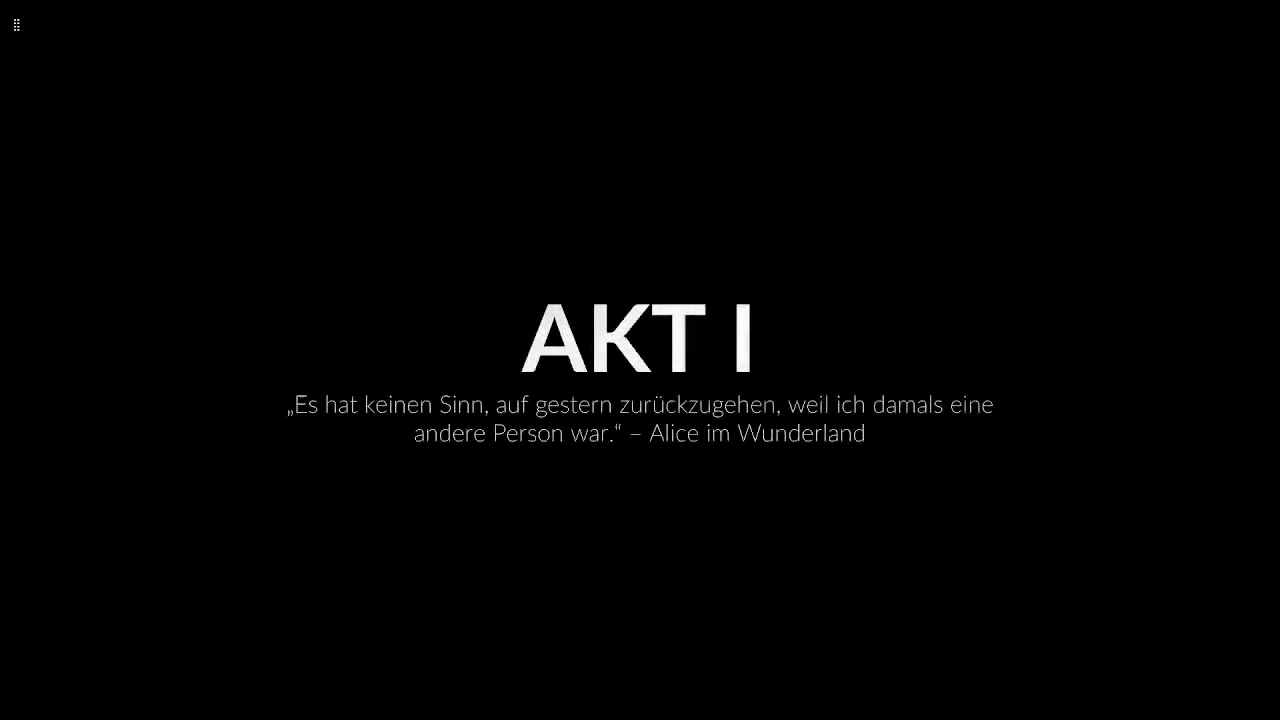 AKT I
„Es hat keinen Sinn, auf gestern zurückzugehen, weil ich damals eine
andere Person war.“ – Alice im Wunderland